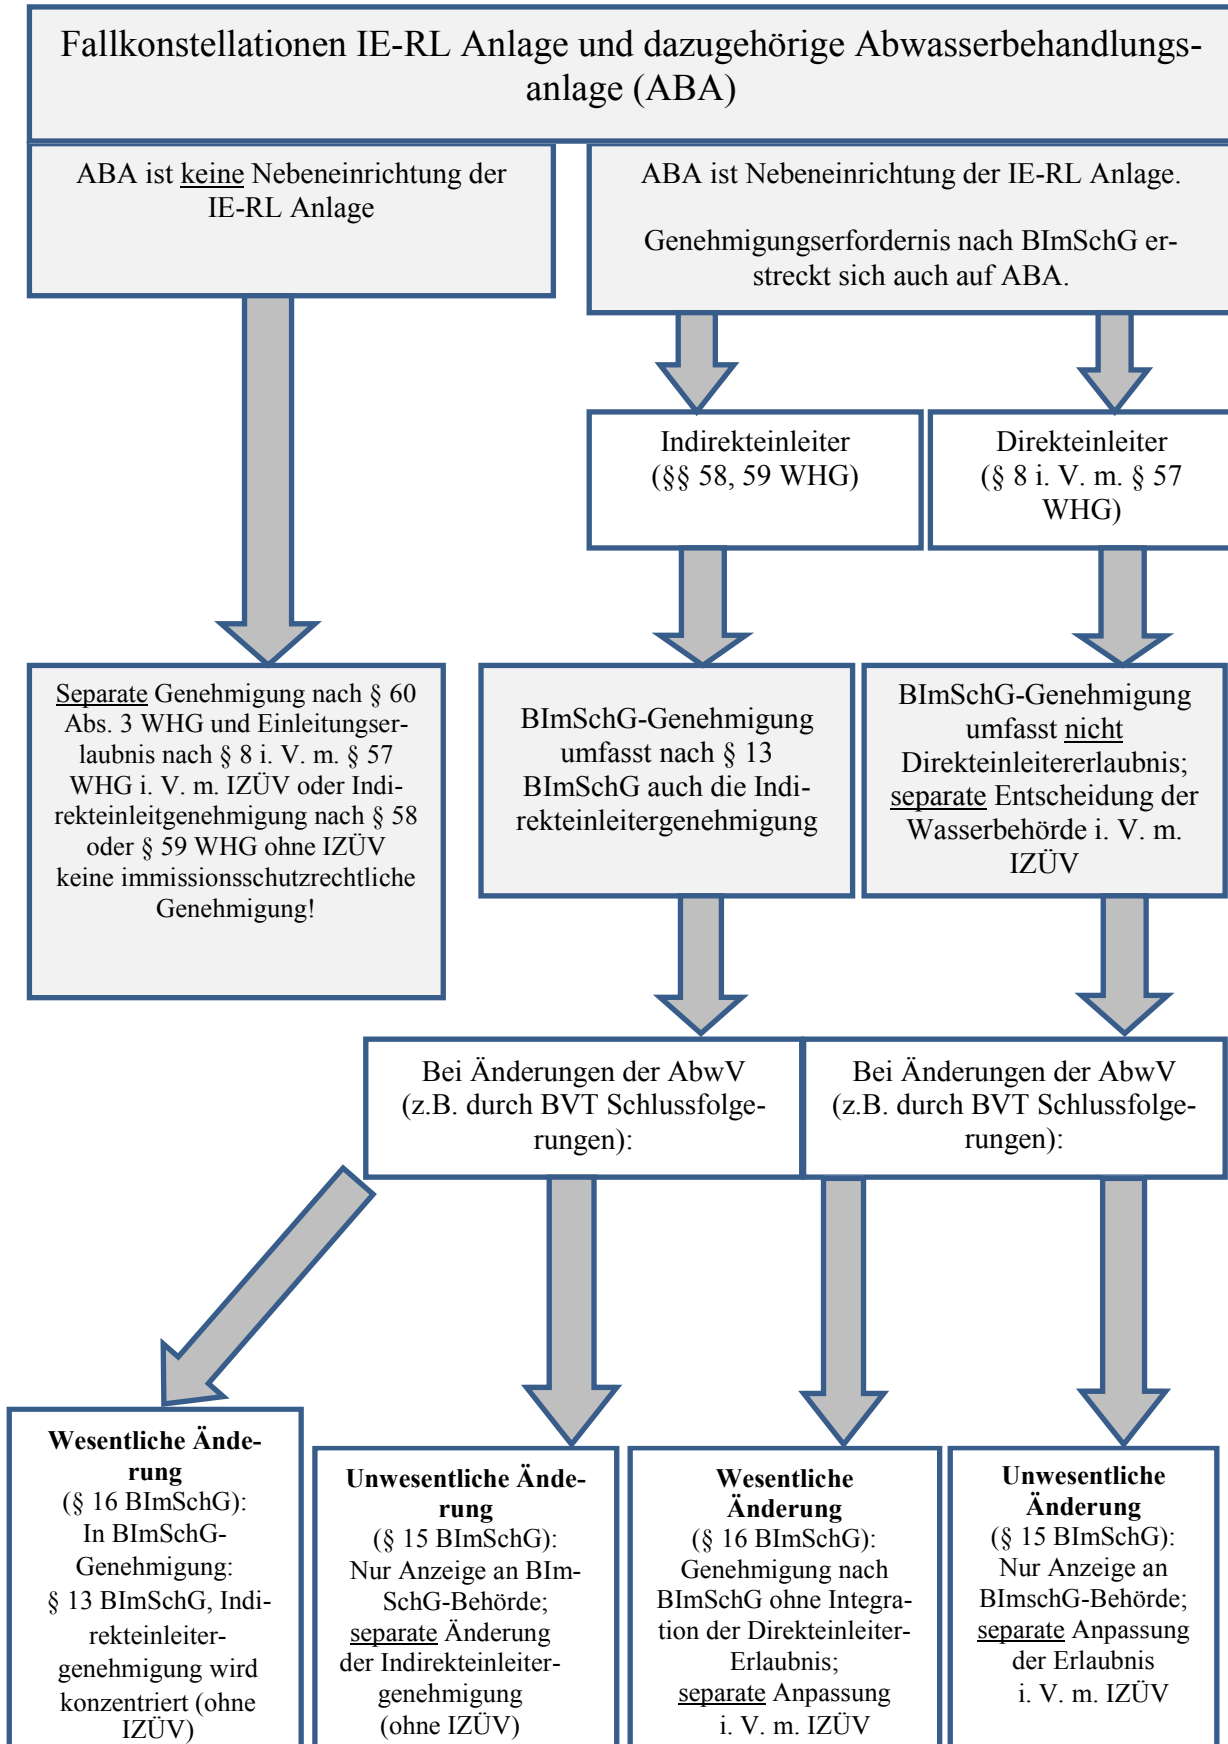 Fallkonstellationen IE-RL Anlage und dazugehörige Abwasserbehandlungs-
anlage (ABA)
ABA ist keine Nebeneinrichtung der
IE-RL Anlage
ABA ist Nebeneinrichtung der IE-RL Anlage.
Genehmigungserfordernis nach BImSchG er-
streckt sich auch auf ABA.
Indirekteinleiter
(§§ 58, 59 WHG)
Direkteinleiter
(§ 8 i. V. m. § 57
WHG)
Separate Genehmigung nach § 60
Abs. 3 WHG und Einleitungser-
laubnis nach § 8 i. V. m. § 57
WHG i. V. m. IZÜV oder Indi-
rekteinleitgenehmigung nach § 58
oder § 59 WHG ohne IZÜV
keine immissionsschutzrechtliche
Genehmigung!
BImSchG-Genehmigung
umfasst nach § 13
BImSchG auch die Indi-
rekteinleitergenehmigung
BImSchG-Genehmigung
umfasst nicht
Direkteinleitererlaubnis;
separate Entscheidung der
Wasserbehörde i. V. m.
IZÜV
Bei Änderungen der AbwV
(z.B. durch BVT Schlussfolge-
rungen):
Bei Änderungen der AbwV
(z.B. durch BVT Schlussfolge-
rungen):
Wesentliche Ände-
rung
(§ 16 BImSchG):
In BImSchG-
Genehmigung:
§ 13 BImSchG, Indi-
rekteinleiter-
genehmigung wird
konzentriert (ohne
IZÜV)
Unwesentliche Ände-
rung
(§ 15 BImSchG):
Nur Anzeige an BIm-
SchG-Behörde;
separate Änderung
der Indirekteinleiter-
genehmigung
(ohne IZÜV)
Wesentliche
Änderung
(§ 16 BImSchG):
Genehmigung nach
BImSchG ohne Integra-
tion der Direkteinleiter-
Erlaubnis;
separate Anpassung
i. V. m. IZÜV
Unwesentliche
Änderung
(§ 15 BImSchG):
Nur Anzeige an
BImschG-Behörde;
separate Anpassung
der Erlaubnis
i. V. m. IZÜV